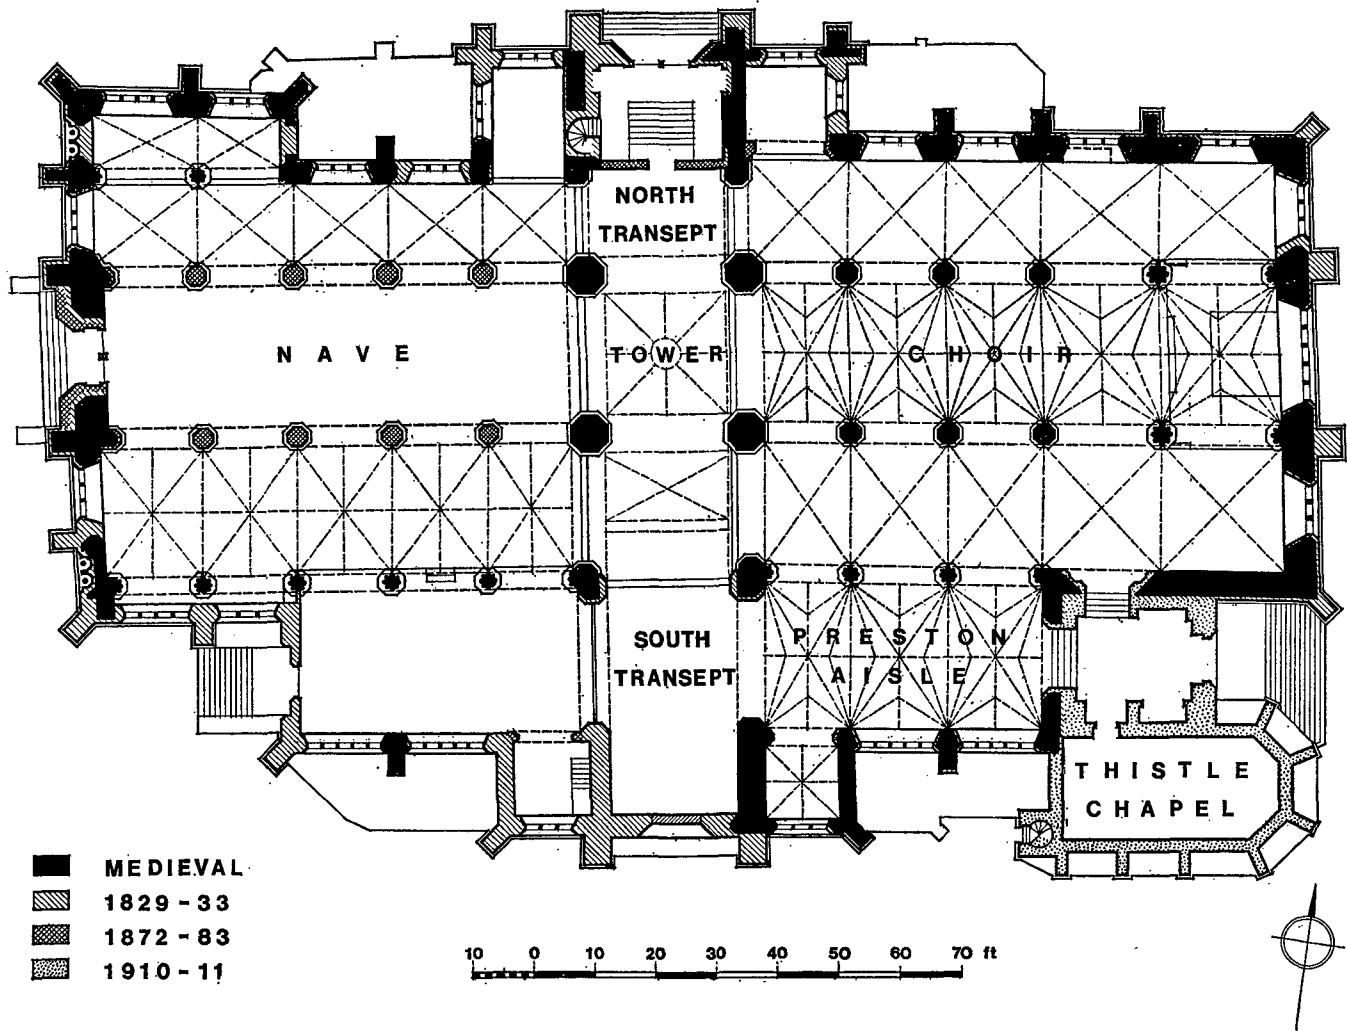 NORTH
TRANSEPT
NAVE
TOWER
CHOIR
SOUTH
TRANSEPT
PRESTON
AISLE
THISTLE
CHAPEL
MEDIEVAL
1829-33
1872-83
1910-11
10 0 10 20 30 40 50 60 70 ft